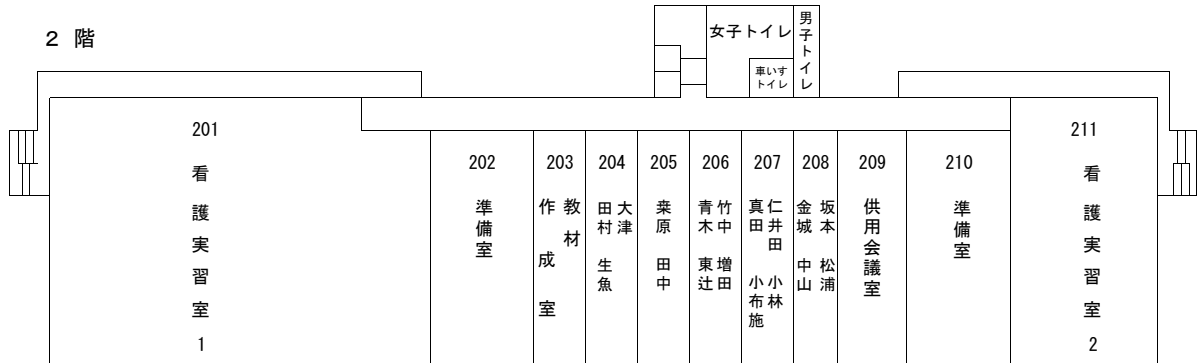 ２ 階
女子トイレ
男子トイレ
車いす
トイレ
201
看護実習室1
202
準備室
203
教材
作成室
204
大津
田村 生魚
205
桒原 田中
206
竹中 増田
青木 東辻
207
仁井田 小林
真田 小布施
208
坂本 松浦
金城 中山
209
供用会議室
210
準備室
211
看護実習室2